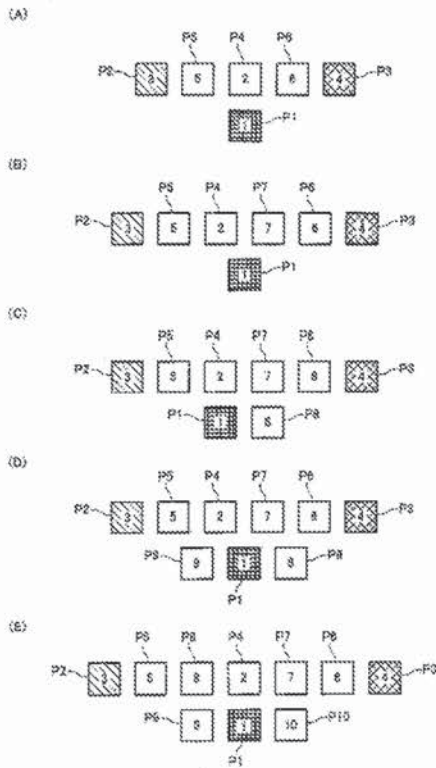 (A)
P5 P4 P6
P2 3 5 2 6 4 P3
1 P1
(B)
P5 P4 P7 P6
P2 3 5 2 7 6 4 P3
1 P1
(C)
P5 P4 P7 P6
P2 3 5 2 7 6 4 P3
P1 1 8 P8
(D)
P5 P4 P7 P6
P2 3 5 2 7 6 4 P3
P9 9 1 8 P8
P1
(E)
P5 P8 P4 P7 P6
P2 3 5 8 2 7 6 4 P3
P9 9 1 10 P10
P1